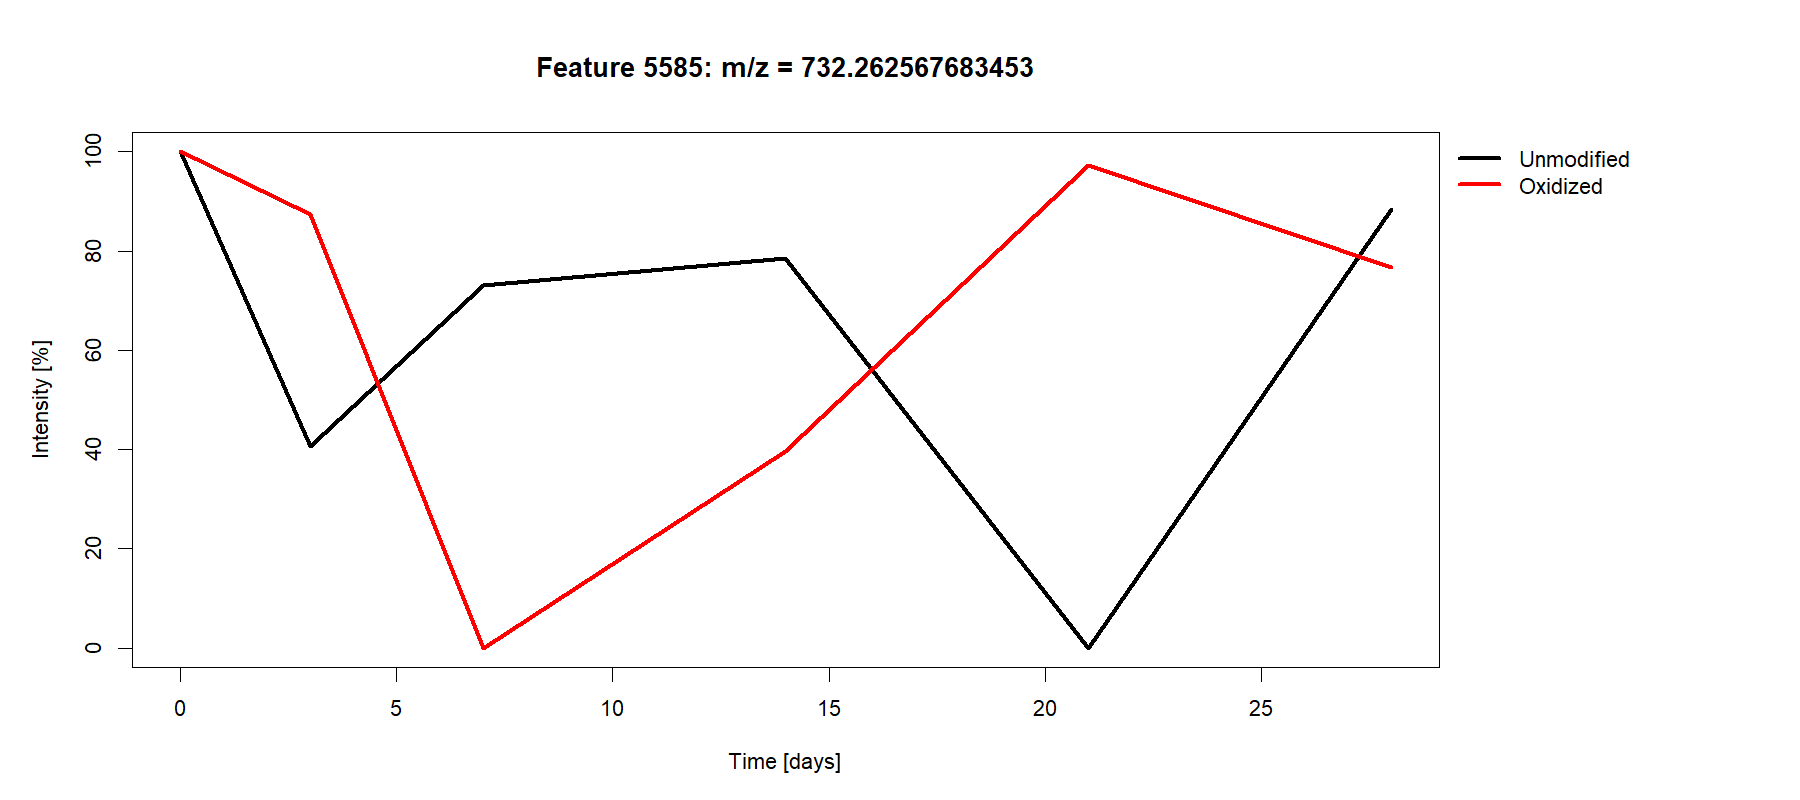 Feature 5585: m/z = 732.262567683453
Unmodified
Oxidized
Intensity [%]
100
80
60
40
20
0
0 5 10 15 20 25
Time [days]